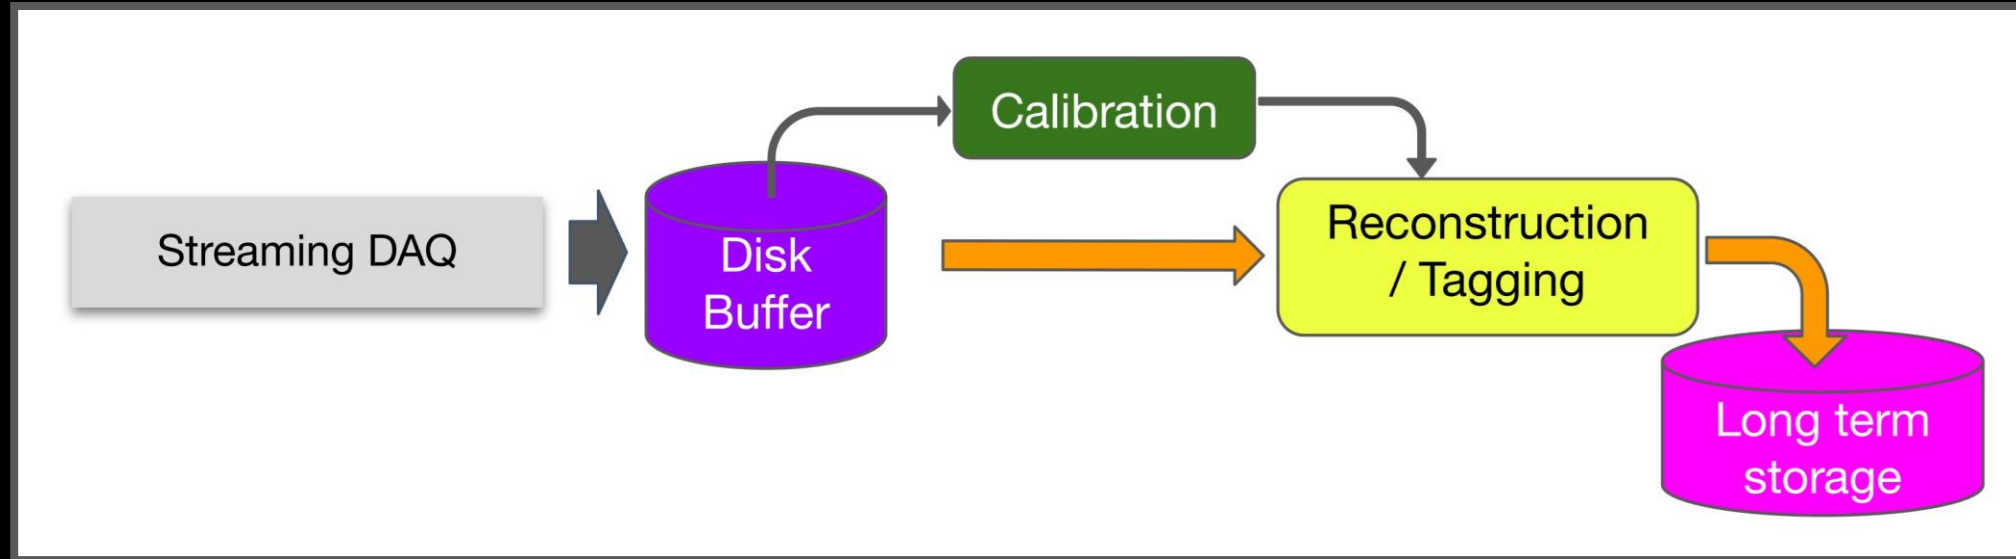 Streaming DAQ
Disk
Buffer
Calibration
Reconstruction
/ Tagging
Long term
storage